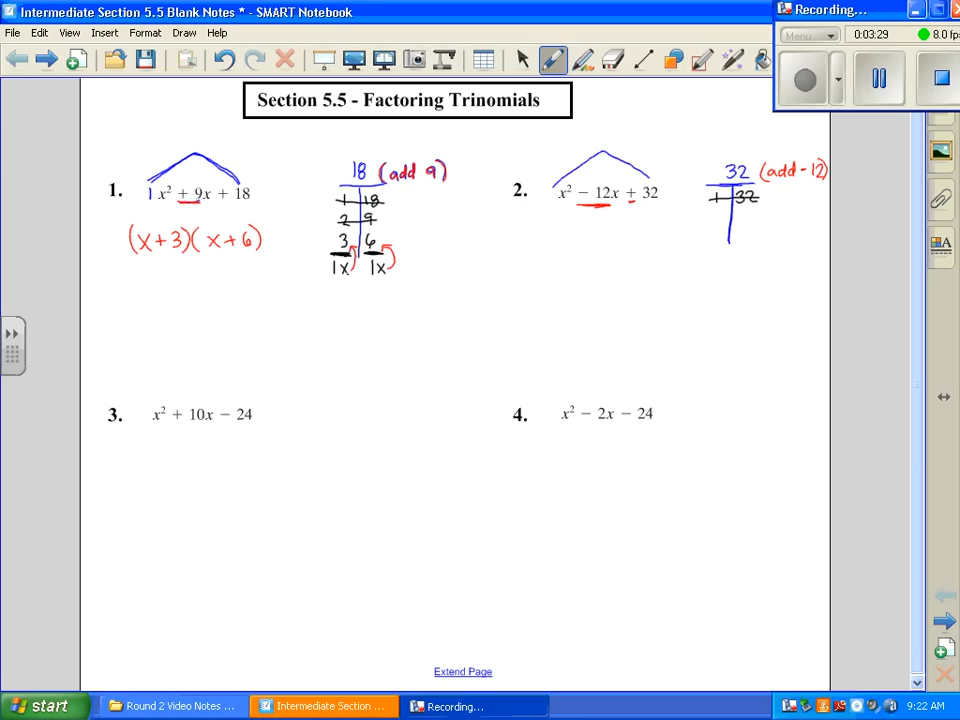 Intermediate Section 5.5 Blank Notes * - SMART Notebook
Recording...
File Edit View Insert Format Draw Help
Menu
0:03:29
8.0 fp
Section 5.5 - Factoring Trinomials
1. 1x² + 9x + 18
18 (add 9)
1 18
2 9
3 6
1x 1x
(x+3)(x+6)
2. x² − 12x + 32
32 (add -12)
1 32
3. x² + 10x − 24
4. x² − 2x − 24
Extend Page
start
Round 2 Video Notes ...
Intermediate Section ...
Recording...
9:22 AM